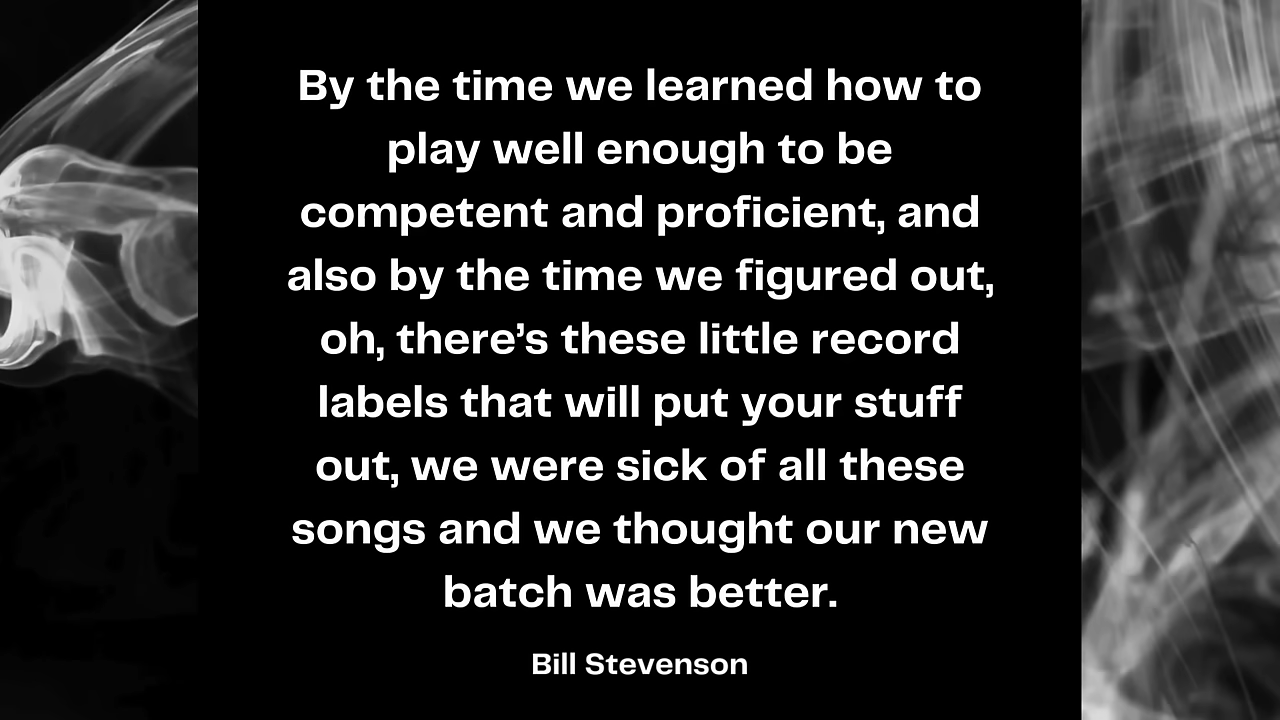 By the time we learned how to
play well enough to be
competent and proficient, and
also by the time we figured out,
oh, there’s these little record
labels that will put your stuff
out, we were sick of all these
songs and we thought our new
batch was better.
Bill Stevenson